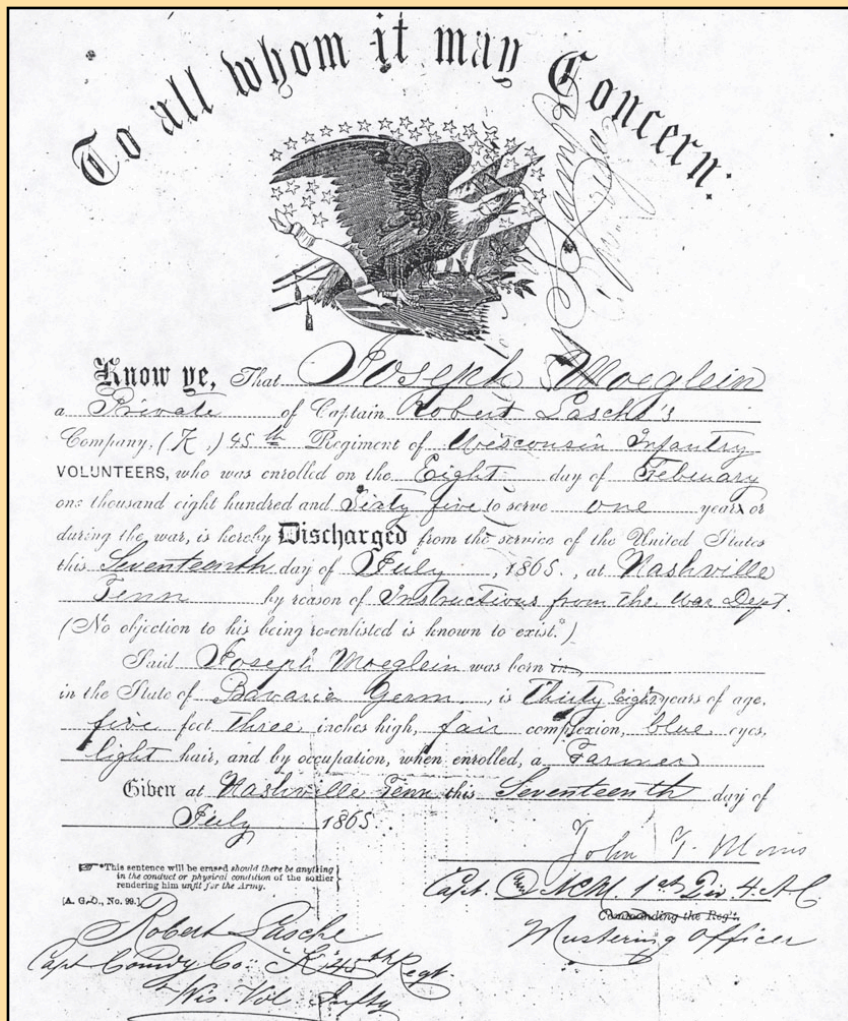 To all whom it may Concern:
Know ye, That Joseph Moeglein
a Private of Captain Robert Lasche's
Company, (K,) 45th Regiment of Wisconsin Infantry
VOLUNTEERS, who was enrolled on the Eight day of February
one thousand eight hundred and Sixty five to serve one years or
during the war, is hereby Discharged from the service of the United States
this Seventeenth day of July, 1865, at Nashville
Tenn by reason of Instructions from the War Dept.
(No objection to his being re-enlisted is known to exist.*)
Said Joseph Moeglein was born in
in the State of Bavaria Germ., is Thirty Eight years of age,
five feet three inches high, fair complexion, blue eyes,
light hair, and by occupation, when enrolled, a Farmer
Given at Nashville Tenn this Seventeenth day of
July 1865.
John T. Morris
Capt. 1st Div 4. A.C.
Commanding the Reg't.
Mustering Officer
*This sentence will be erased should there be anything
in the conduct or physical condition of the soldier
rendering him unfit for the Army.
[A. G. O., No. 99.]
Robert Lasche
Capt Comdg Co. "K" 45th Regt.
Wis. Vol Infty